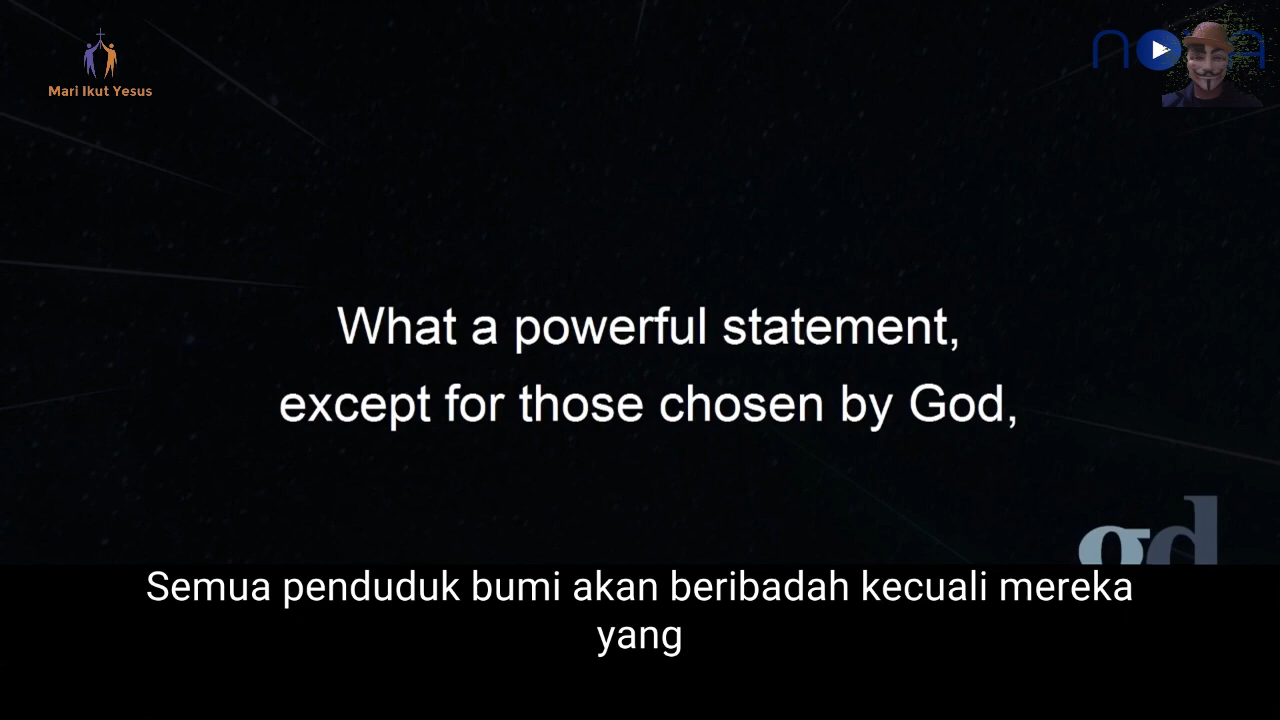 Mari Ikut Yesus
What a powerful statement,
except for those chosen by God,
gd
Semua penduduk bumi akan beribadah kecuali mereka
yang